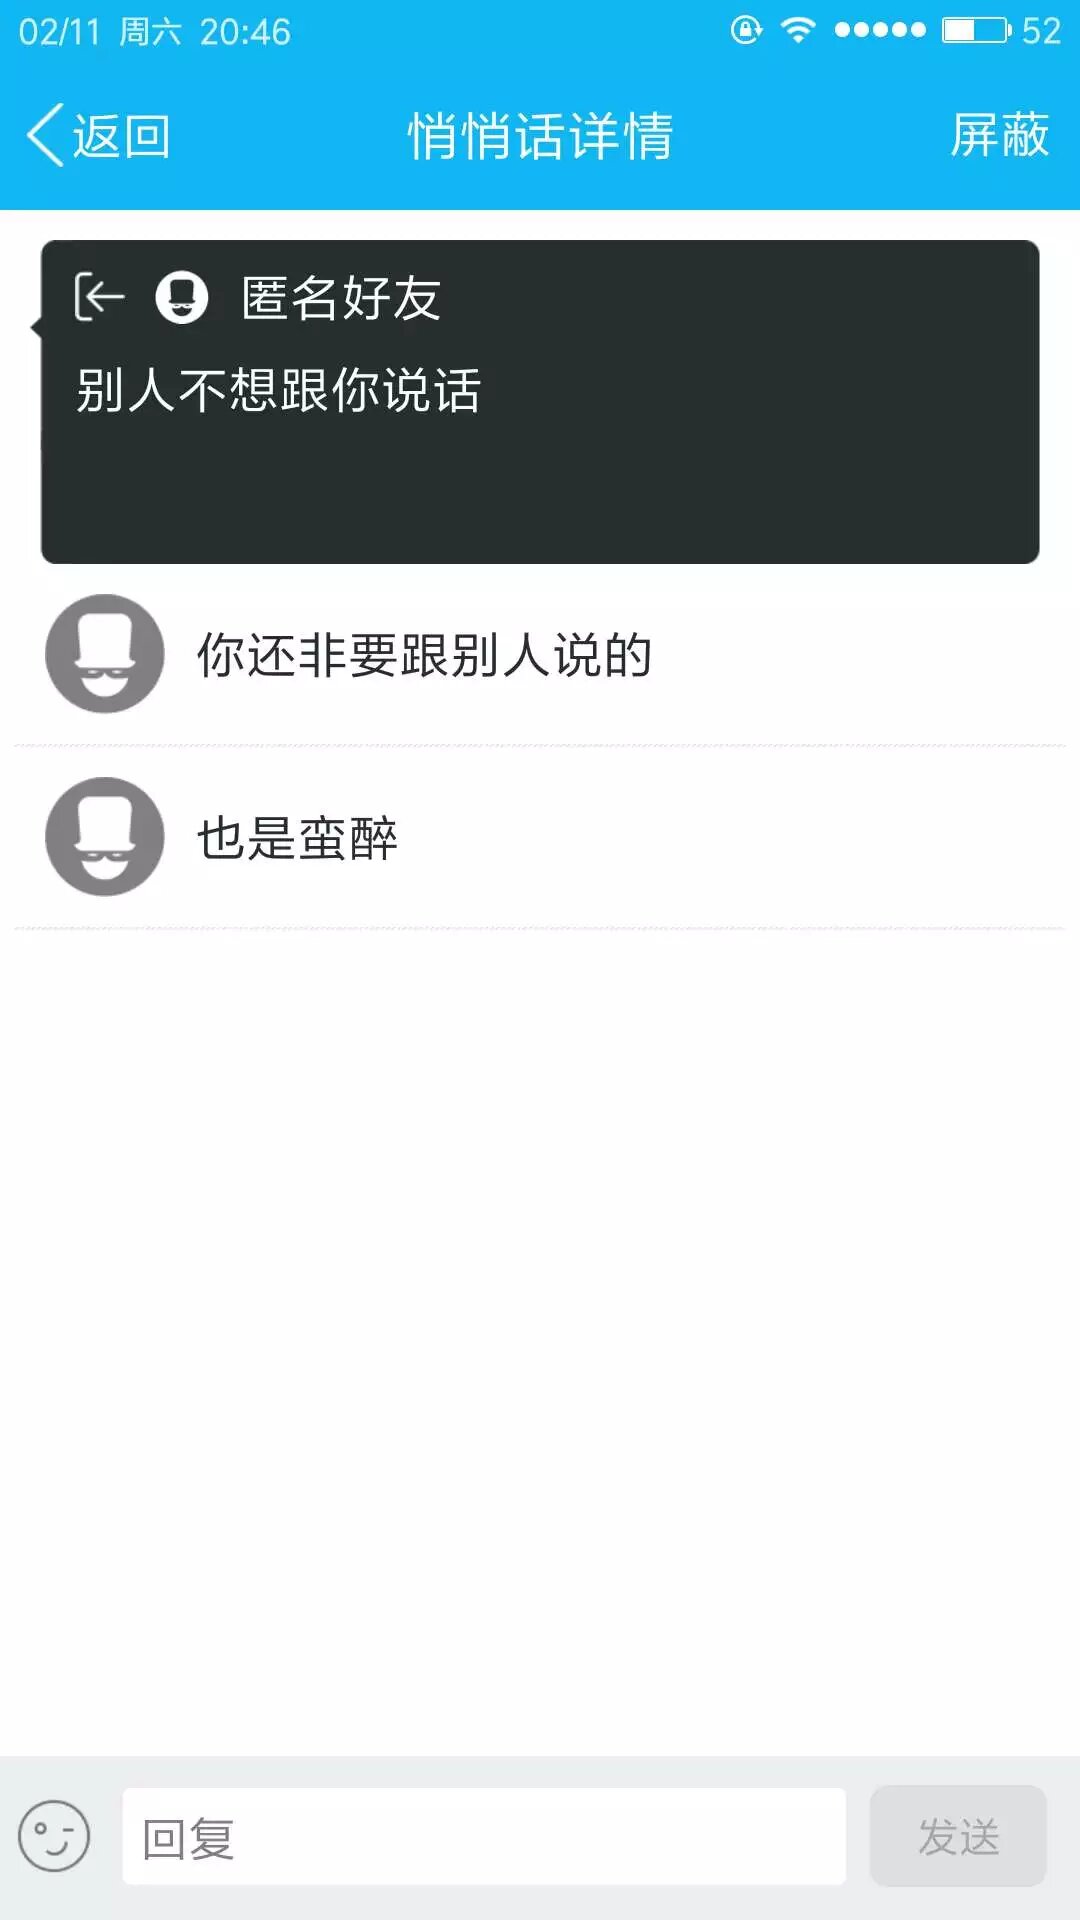 02/11 周六 20:46 52
返回 悄悄话详情 屏蔽
匿名好友
别人不想跟你说话
你还非要跟别人说的
也是蛮醉
回复 发送